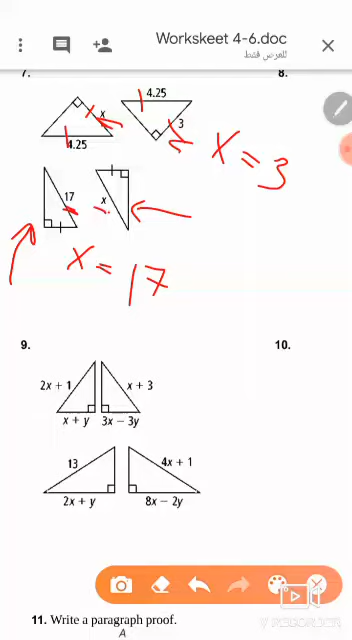 Workskeet 4-6.doc
للعرض فقط
7.
8.
4.25
x
4.25
3
x = 3
17
x
x = 17
9.
10.
2x + 1
x + 3
x + y
3x − 3y
13
4x + 1
2x + y
8x − 2y
11. Write a paragraph proof.
A